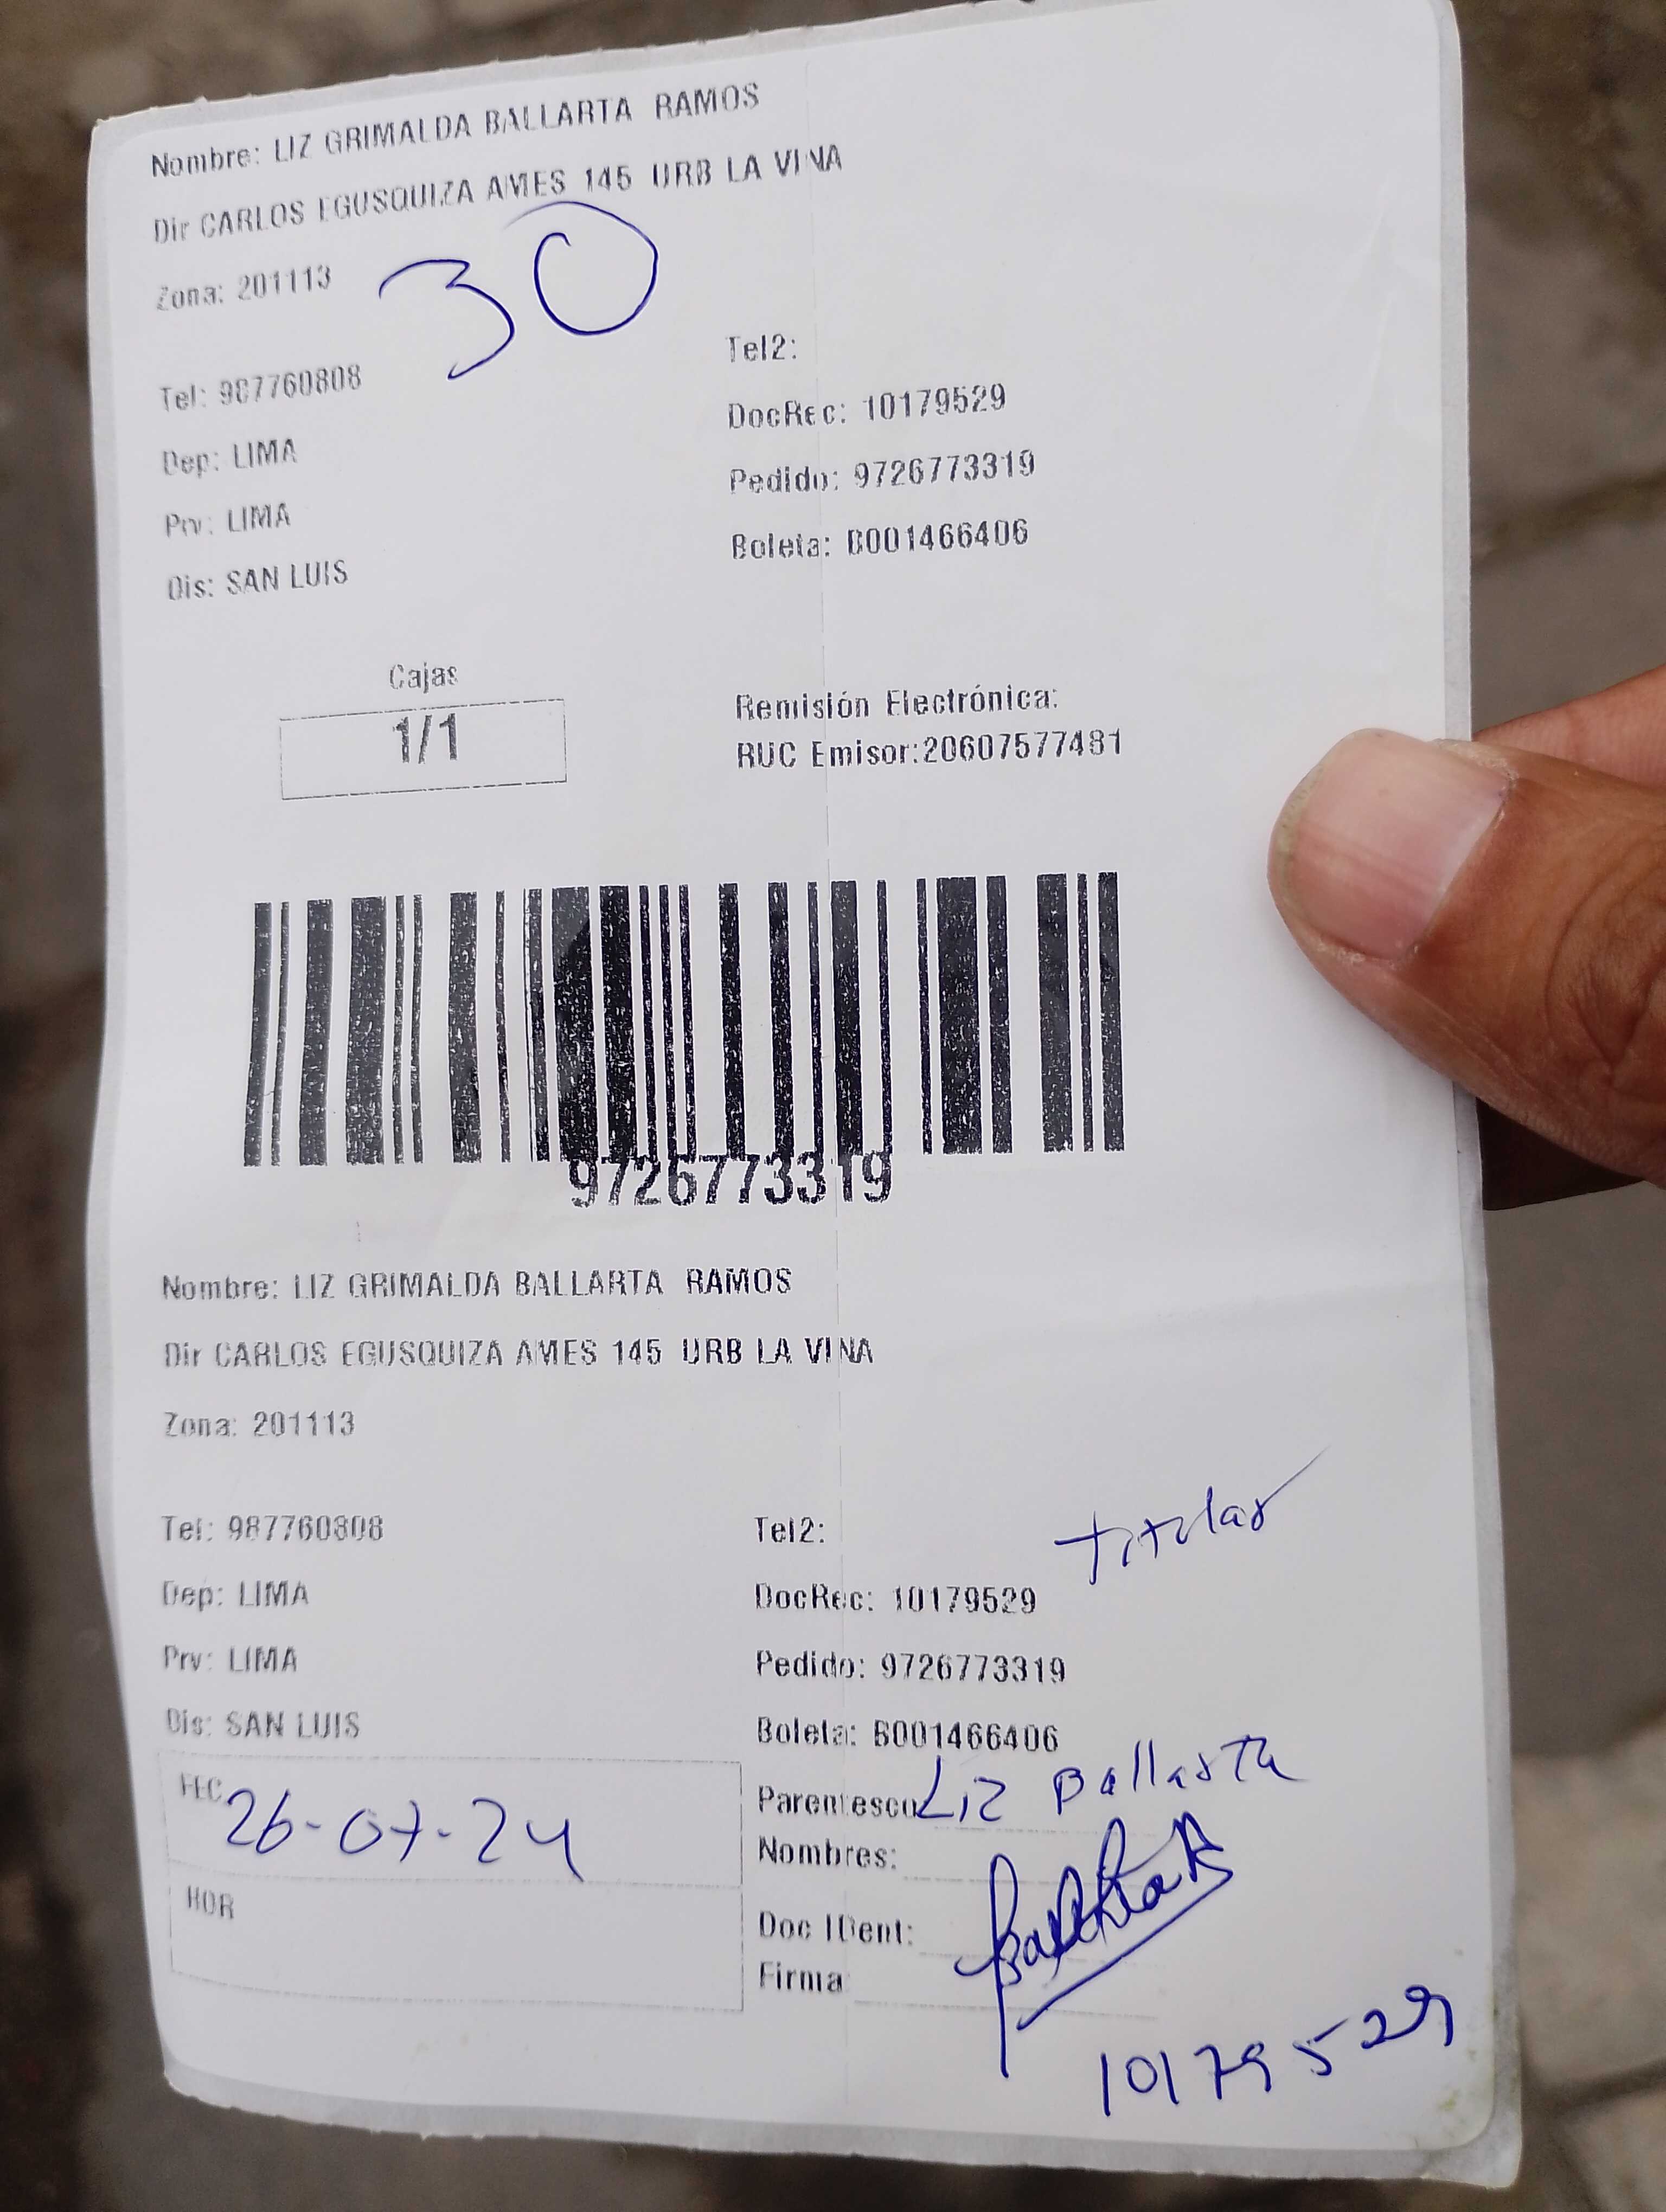 Nombre: LIZ GRIMALDA BALLARTA RAMOS
Dir CARLOS EGUSQUIZA AMES 145 URB LA VINA
Zona: 201113
30
Tel: 987760808
Tel2:
DocRec: 10179529
Dep: LIMA
Pedido: 9726773319
Prv: LIMA
Boleta: B001466406
Dis: SAN LUIS
Cajas
1/1
Remisión Electrónica:
RUC Emisor:20607577481
9726773319
Nombre: LIZ GRIMALDA BALLARTA RAMOS
Dir CARLOS EGUSQUIZA AMES 145 URB LA VINA
Zona: 201113
titular
Tel: 987760808
Tel2:
Dep: LIMA
DocRec: 10179529
Prv: LIMA
Pedido: 9726773319
Dis: SAN LUIS
Boleta: B001466406
FEC 26-07-24
Parentesco Liz Ballarta
Nombres:
HOR
Doc IDent:
Firma
10179529